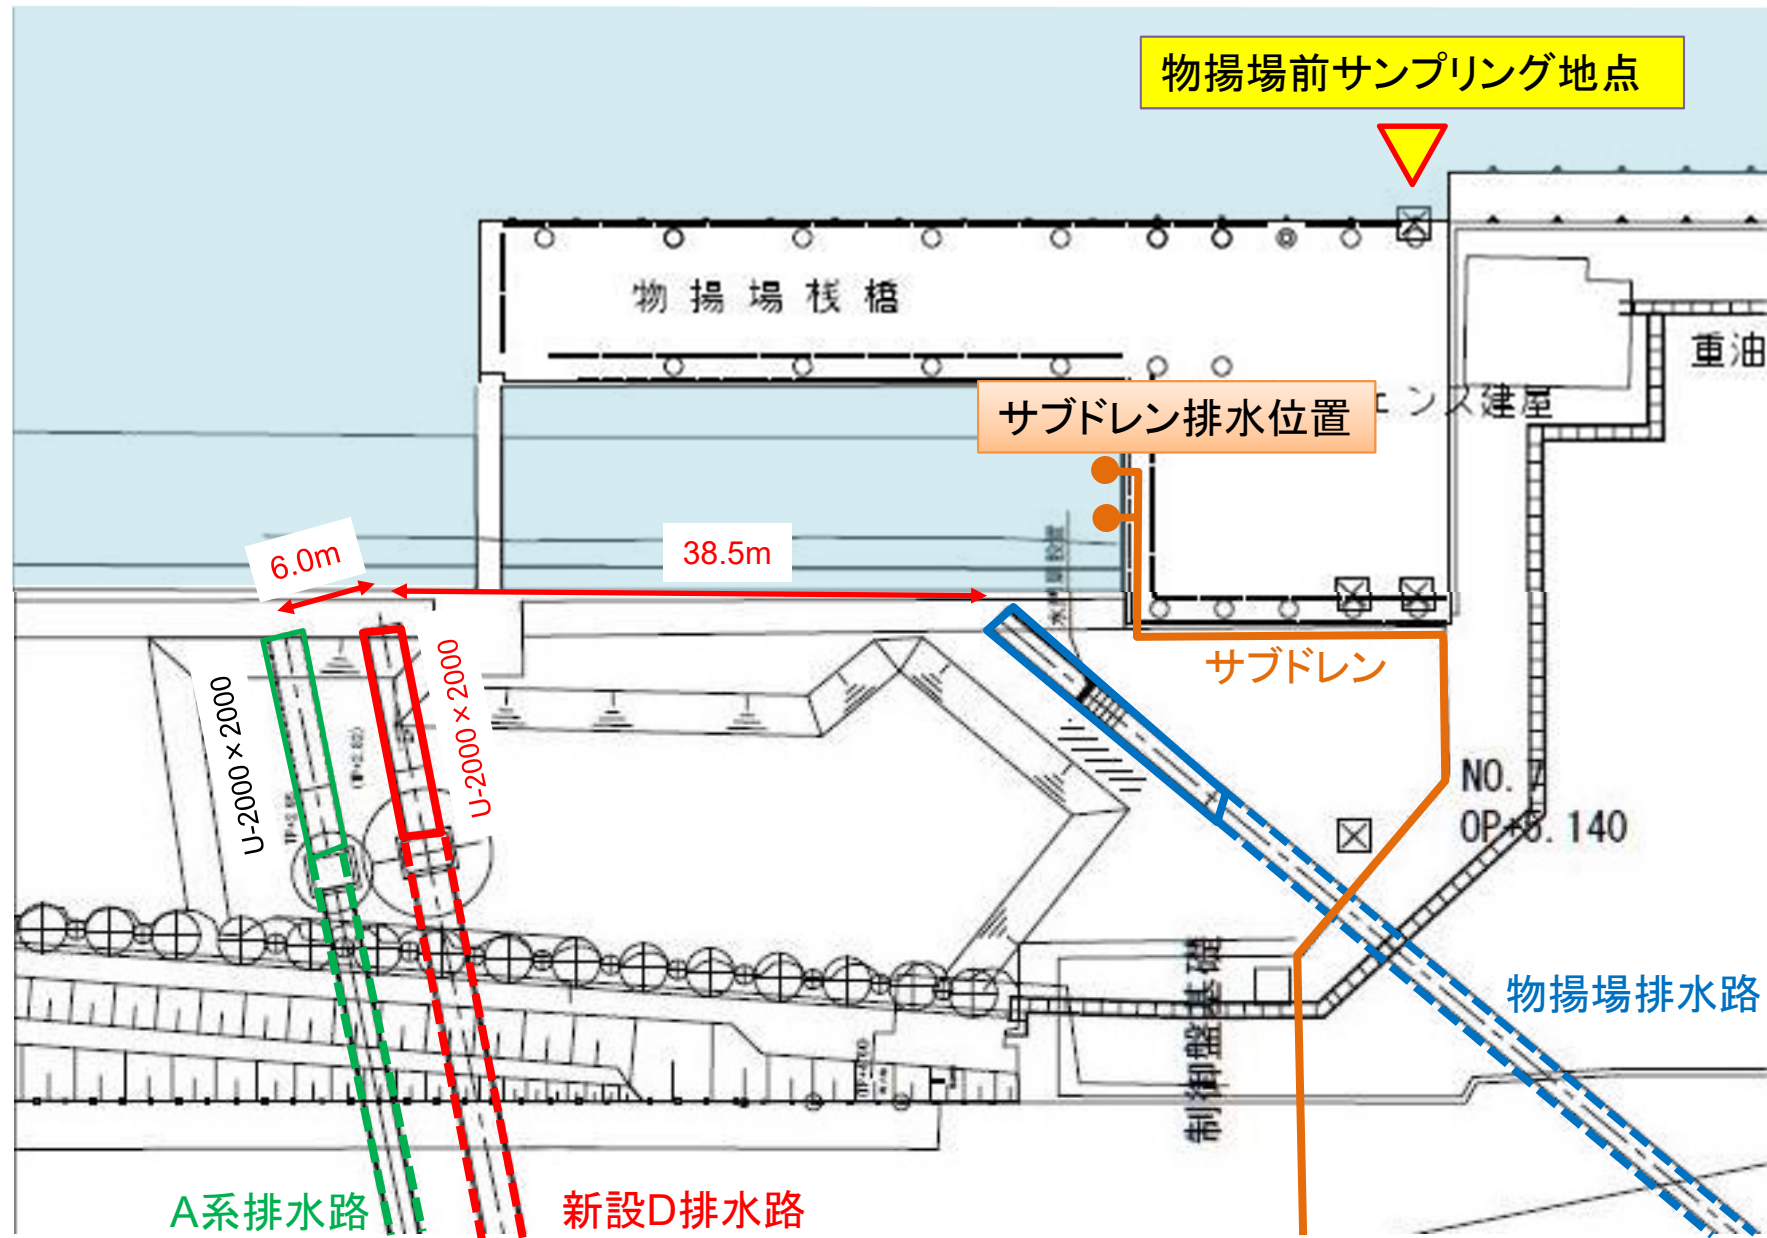 物揚場前サンプリング地点
物揚場桟橋
重油
ェンス建屋
サブドレン排水位置
6.0m
38.5m
サブドレン
U-2000×2000
U-2000×2000
NO. 7
OP+5.140
物揚場排水路
制御盤基礎
A系排水路
新設D排水路